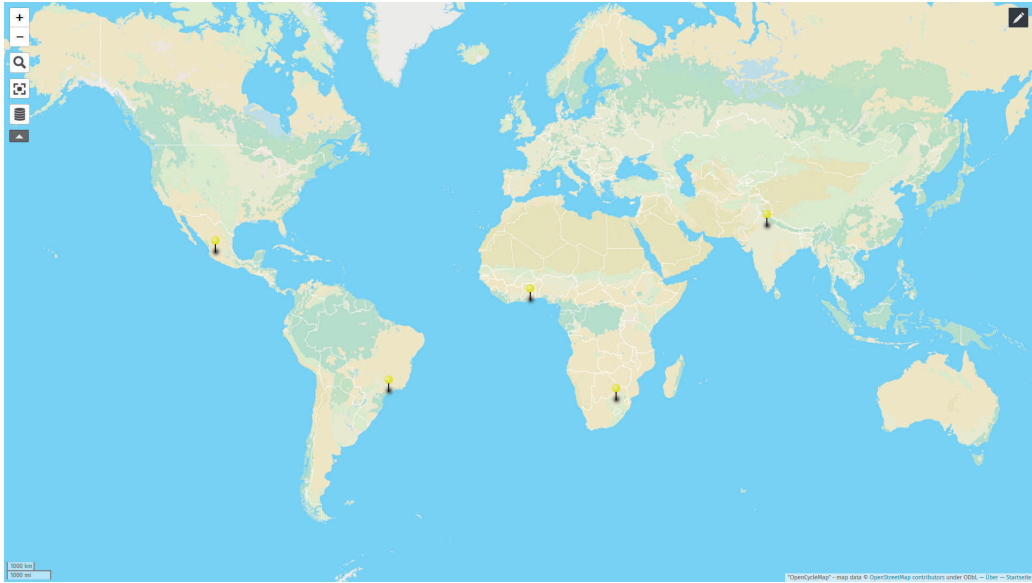 +
−
1000 km
1000 mi
"OpenCycleMap" - map data © OpenStreetMap contributors under ODbL — Über — Startseite